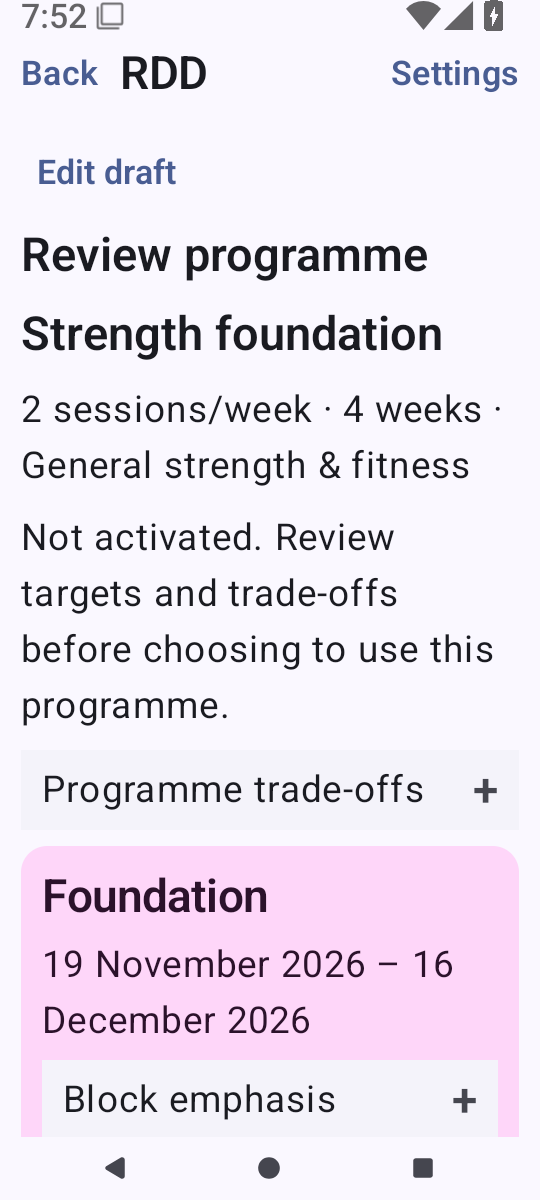 7:52
Back RDD Settings
Edit draft
Review programme
Strength foundation
2 sessions/week · 4 weeks ·
General strength & fitness
Not activated. Review
targets and trade-offs
before choosing to use this
programme.
Programme trade-offs +
Foundation
19 November 2026 – 16
December 2026
Block emphasis +